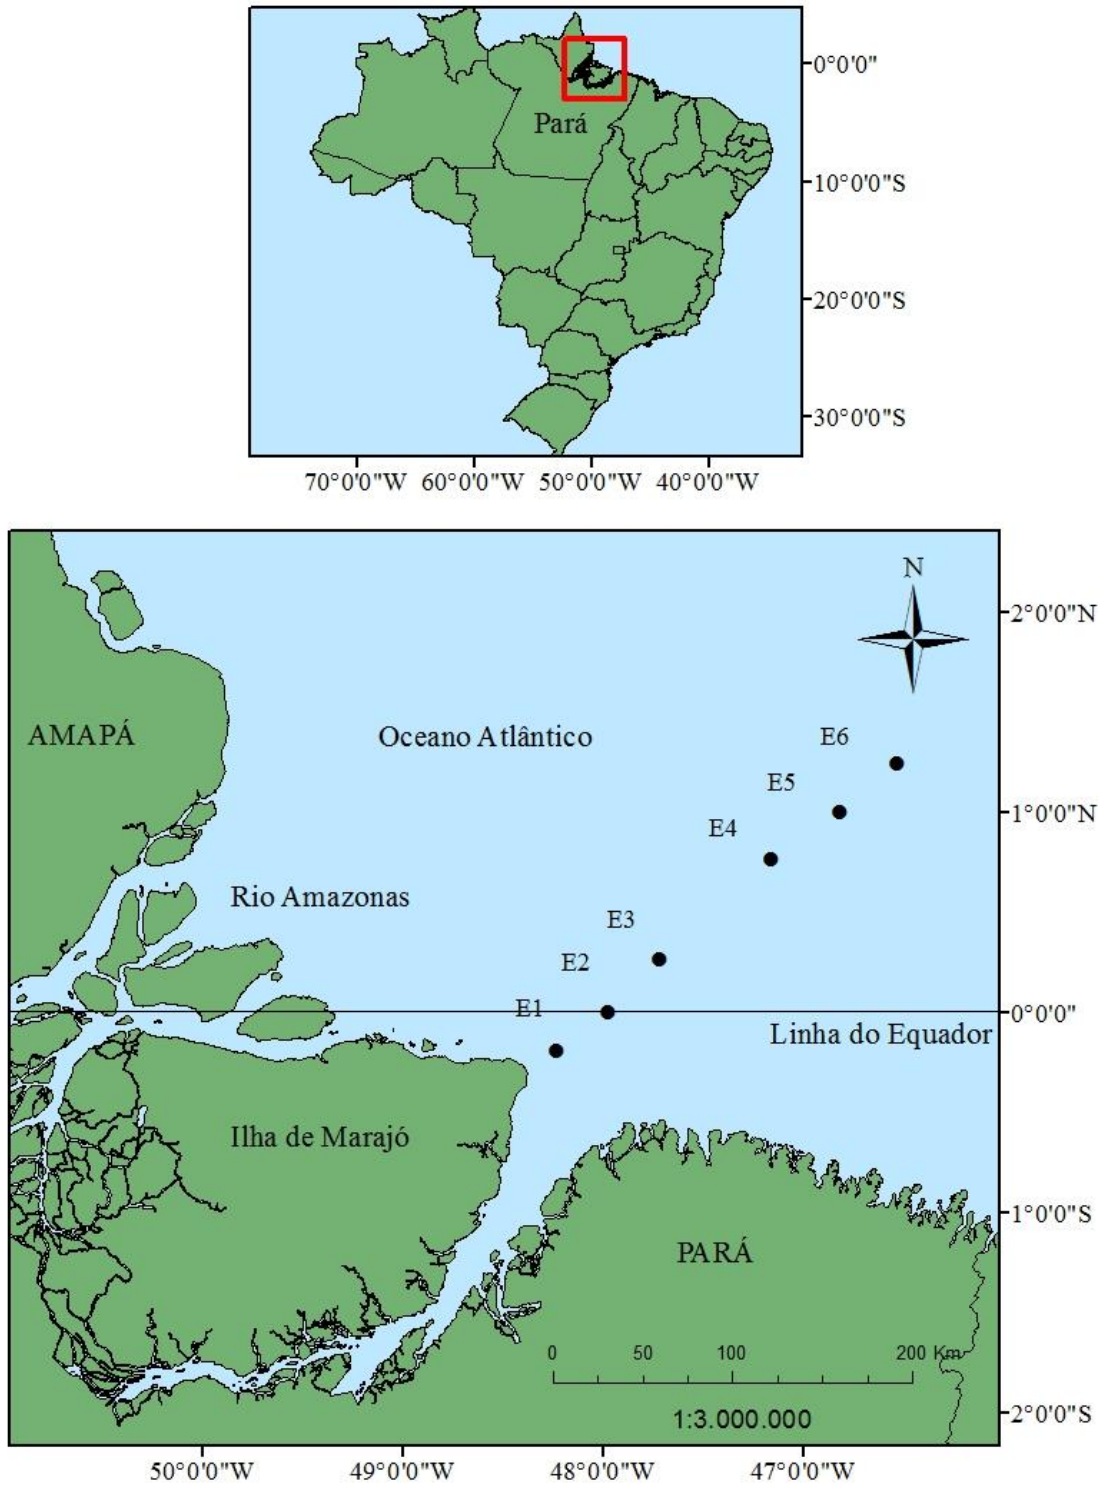 Pará
0°0'0"
10°0'0"S
20°0'0"S
30°0'0"S
70°0'0"W 60°0'0"W 50°0'0"W 40°0'0"W
N
2°0'0"N
AMAPÁ
Oceano Atlântico
E6
E5
1°0'0"N
E4
Rio Amazonas
E3
E2
E1
0°0'0"
Linha do Equador
Ilha de Marajó
1°0'0"S
PARÁ
0 50 100 200 Km
1:3.000.000
2°0'0"S
50°0'0"W 49°0'0"W 48°0'0"W 47°0'0"W